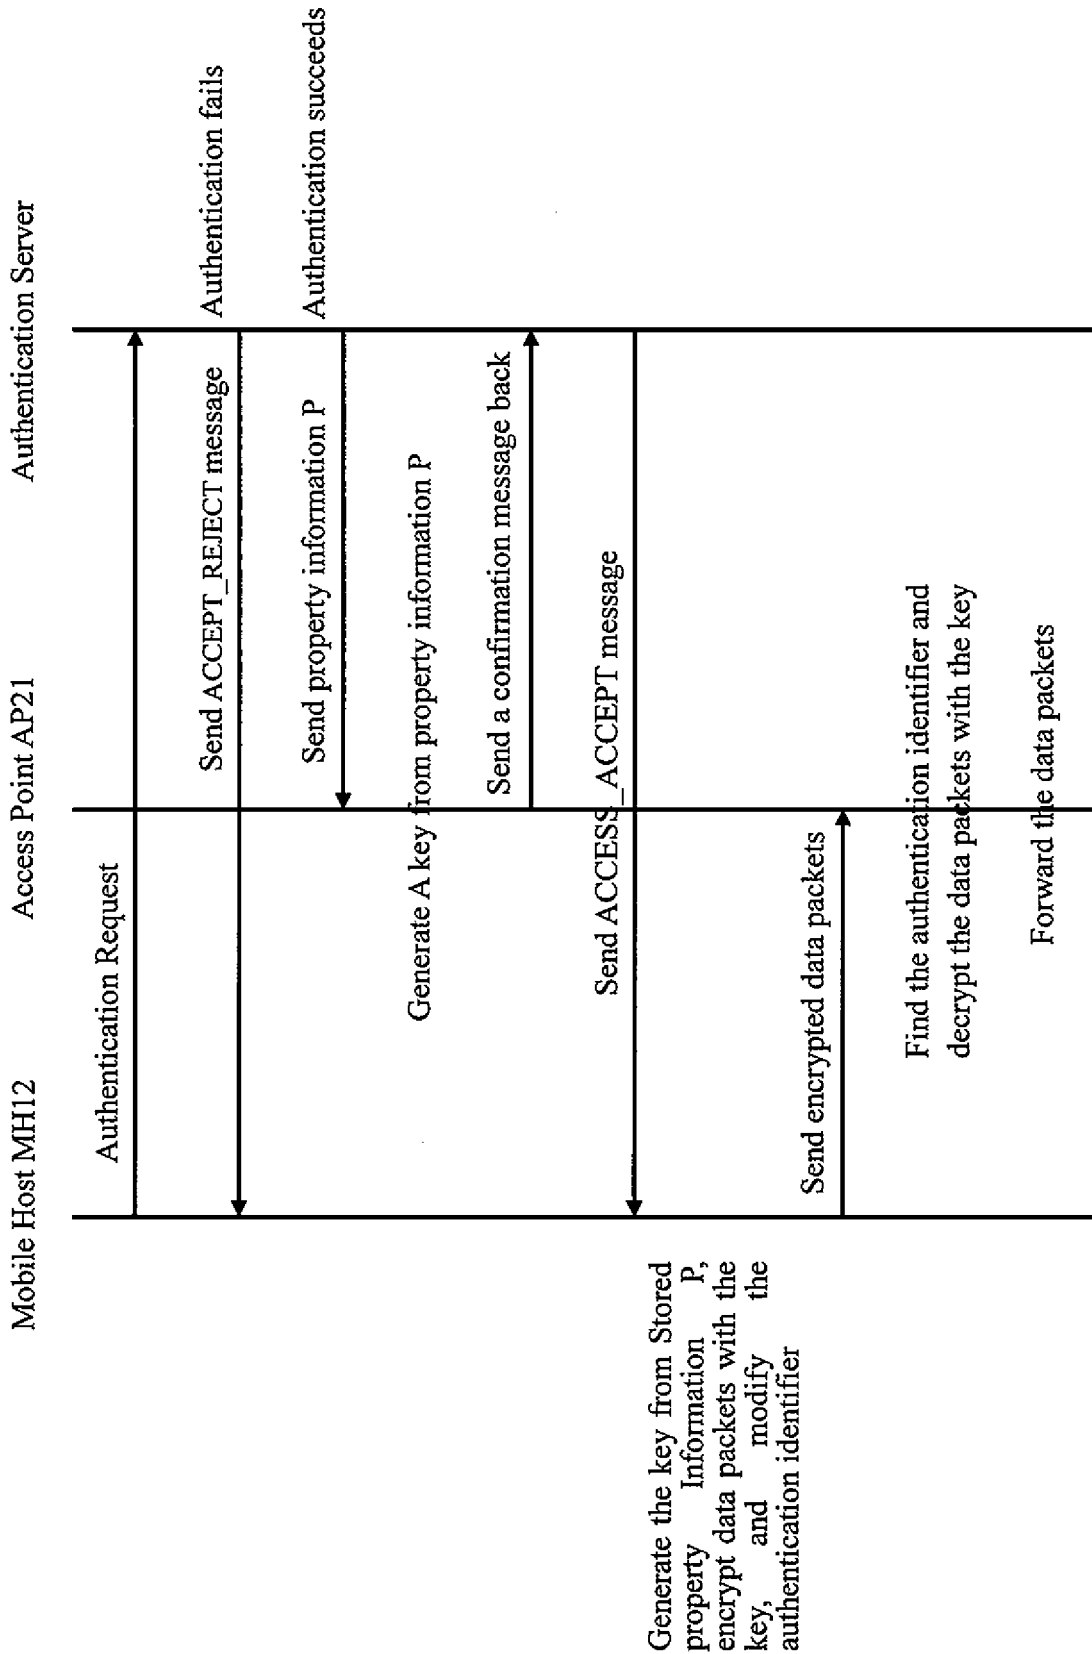 Mobile Host MH12
Access Point AP21
Authentication Server
Authentication Request
Authentication fails
Send ACCEPT_REJECT message
Authentication succeeds
Send property information P
Generate A key from property information P
Send a confirmation message back
Send ACCESS_ACCEPT message
Generate the key from Stored
property Information P,
encrypt data packets with the
key, and modify the
authentication identifier
Send encrypted data packets
Find the authentication identifier and
decrypt the data packets with the key
Forward the data packets